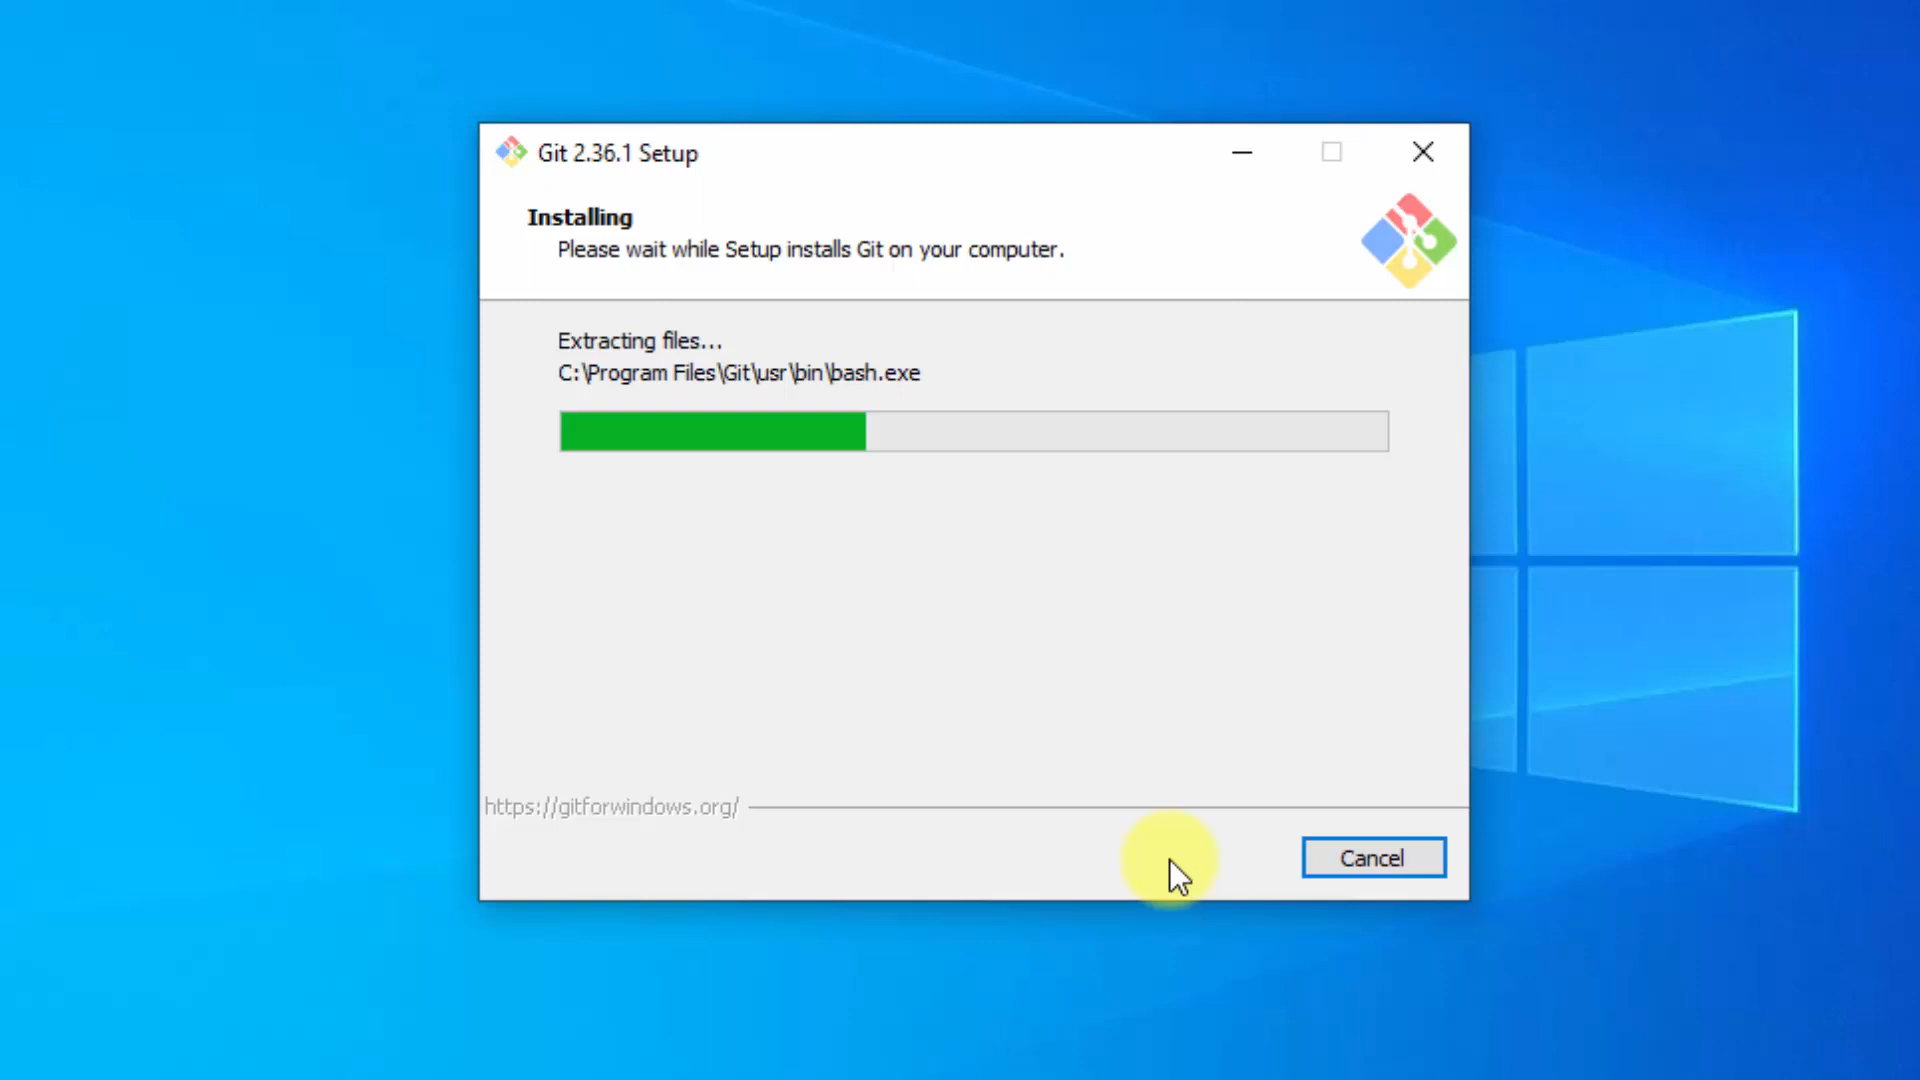 Git 2.36.1 Setup
Installing
Please wait while Setup installs Git on your computer.
Extracting files...
C:\Program Files\Git\usr\bin\bash.exe
https://gitforwindows.org/
Cancel